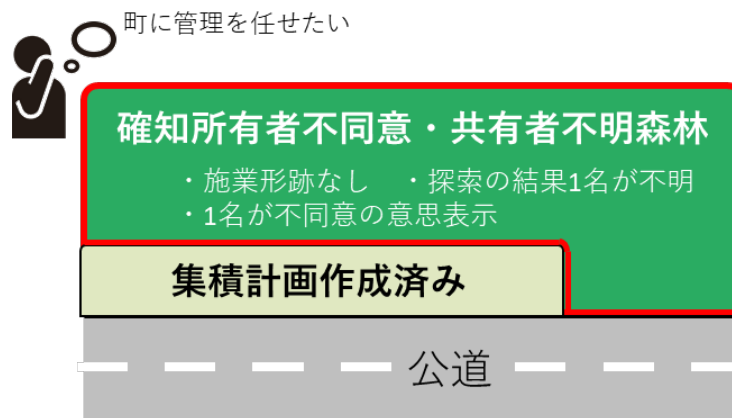 町に管理を任せたい
確知所有者不同意・共有者不明森林
・施業形跡なし　・探索の結果1名が不明
・1名が不同意の意思表示
集積計画作成済み
公道